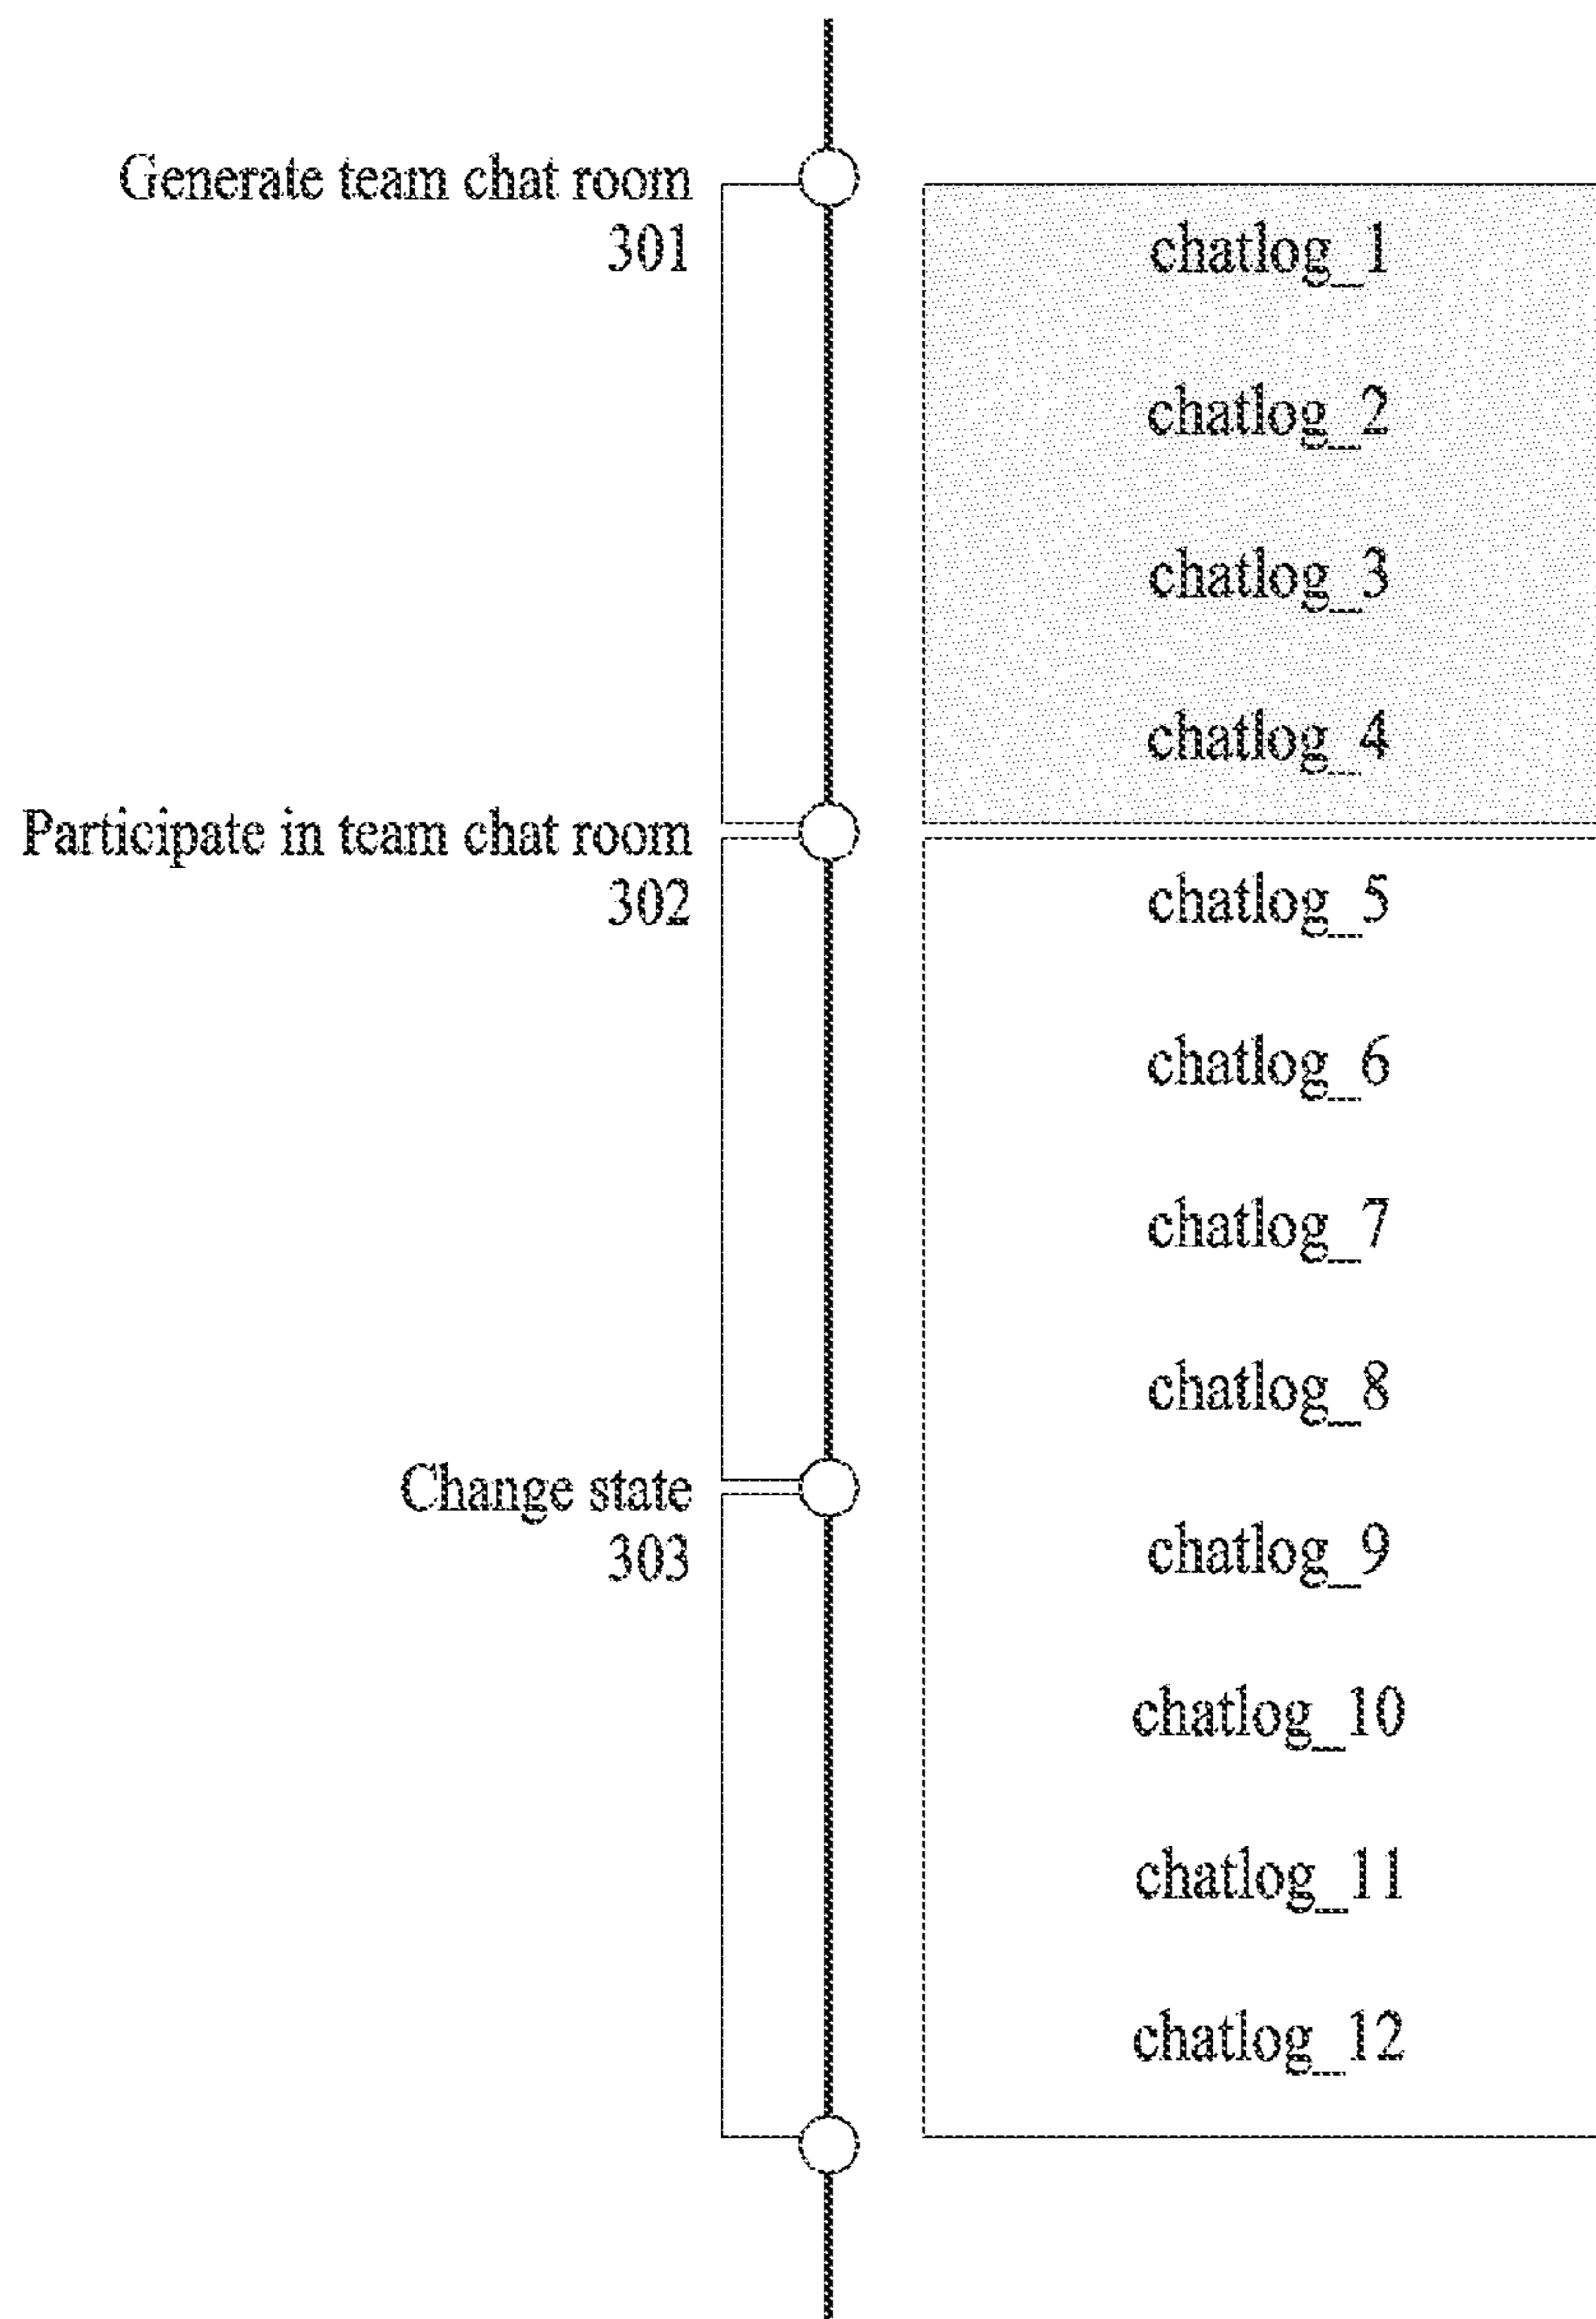 Generate team chat room
301
chatlog_1
chatlog_2
chatlog_3
chatlog_4
Participate in team chat room
302
chatlog_5
chatlog_6
chatlog_7
chatlog_8
Change state
303
chatlog_9
chatlog_10
chatlog_11
chatlog_12